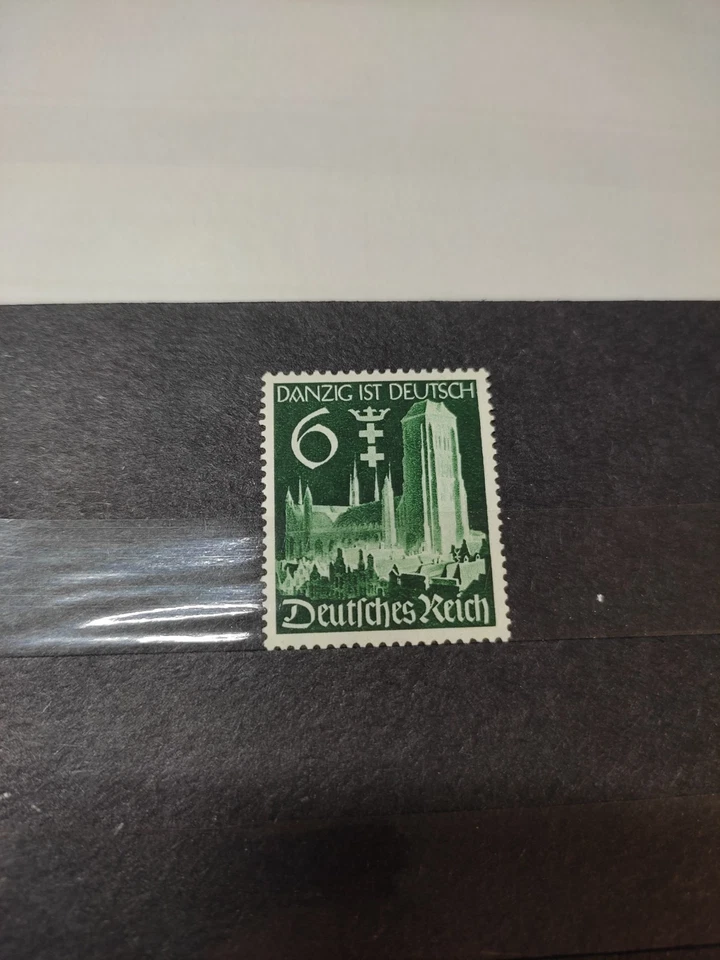 DANZIG IST DEUTSCH
6
Deutsches Reich